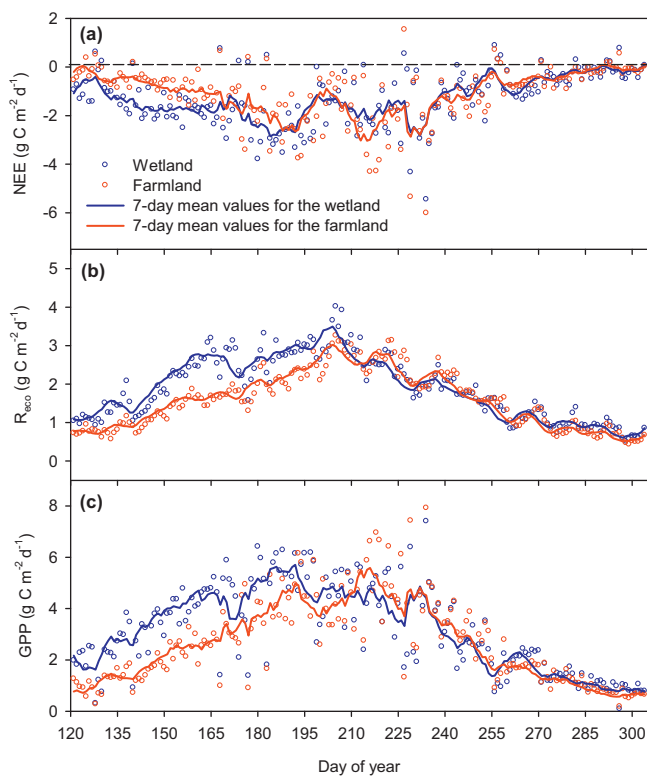 (a)
0
-2
-4
-6
NEE (g C m-2 d-1)
Wetland
Farmland
7-day mean values for the wetland
7-day mean values for the farmland
(b)
5
4
3
2
1
0
Reco (g C m-2 d-1)
(c)
8
6
4
2
0
GPP (g C m-2 d-1)
120 135 150 165 180 195 210 225 240 255 270 285 300
Day of year